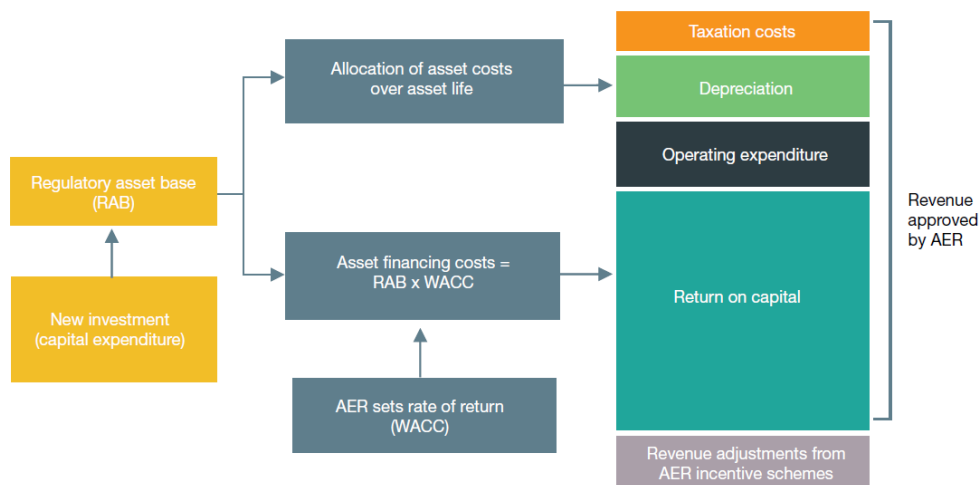 Taxation costs
Allocation of asset costs
over asset life
Depreciation
Operating expenditure
Regulatory asset base
(RAB)
Revenue
approved
by AER
Asset financing costs =
RAB x WACC
Return on capital
New investment
(capital expenditure)
AER sets rate of return
(WACC)
Revenue adjustments from
AER incentive schemes